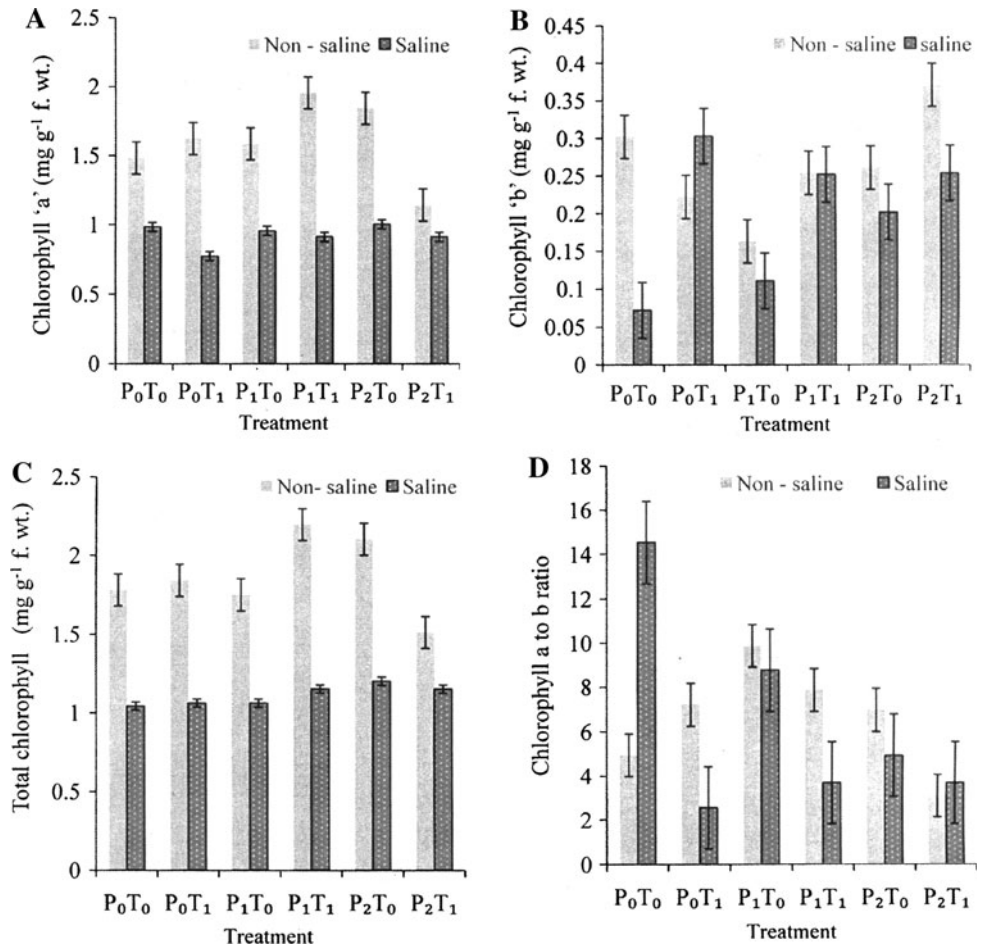 A
Chlorophyll 'a' (mg g⁻¹ f. wt.)
2.5
2
1.5
1
0.5
0
Non - saline
Saline
P₀T₀ P₀T₁ P₁T₀ P₁T₁ P₂T₀ P₂T₁
Treatment
B
Chlorophyll 'b' (mg g⁻¹ f. wt.)
0.45
0.4
0.35
0.3
0.25
0.2
0.15
0.1
0.05
0
Non - saline
saline
P₀T₀ P₀T₁ P₁T₀ P₁T₁ P₂T₀ P₂T₁
Treatment
C
Total chlorophyll (mg g⁻¹ f. wt.)
2.5
2
1.5
1
0.5
0
Non- saline
Saline
P₀T₀ P₀T₁ P₁T₀ P₁T₁ P₂T₀ P₂T₁
Treatment
D
Chlorophyll a to b ratio
18
16
14
12
10
8
6
4
2
0
Non - saline
Saline
P₀T₀ P₀T₁ P₁T₀ P₁T₁ P₂T₀ P₂T₁
Treatment